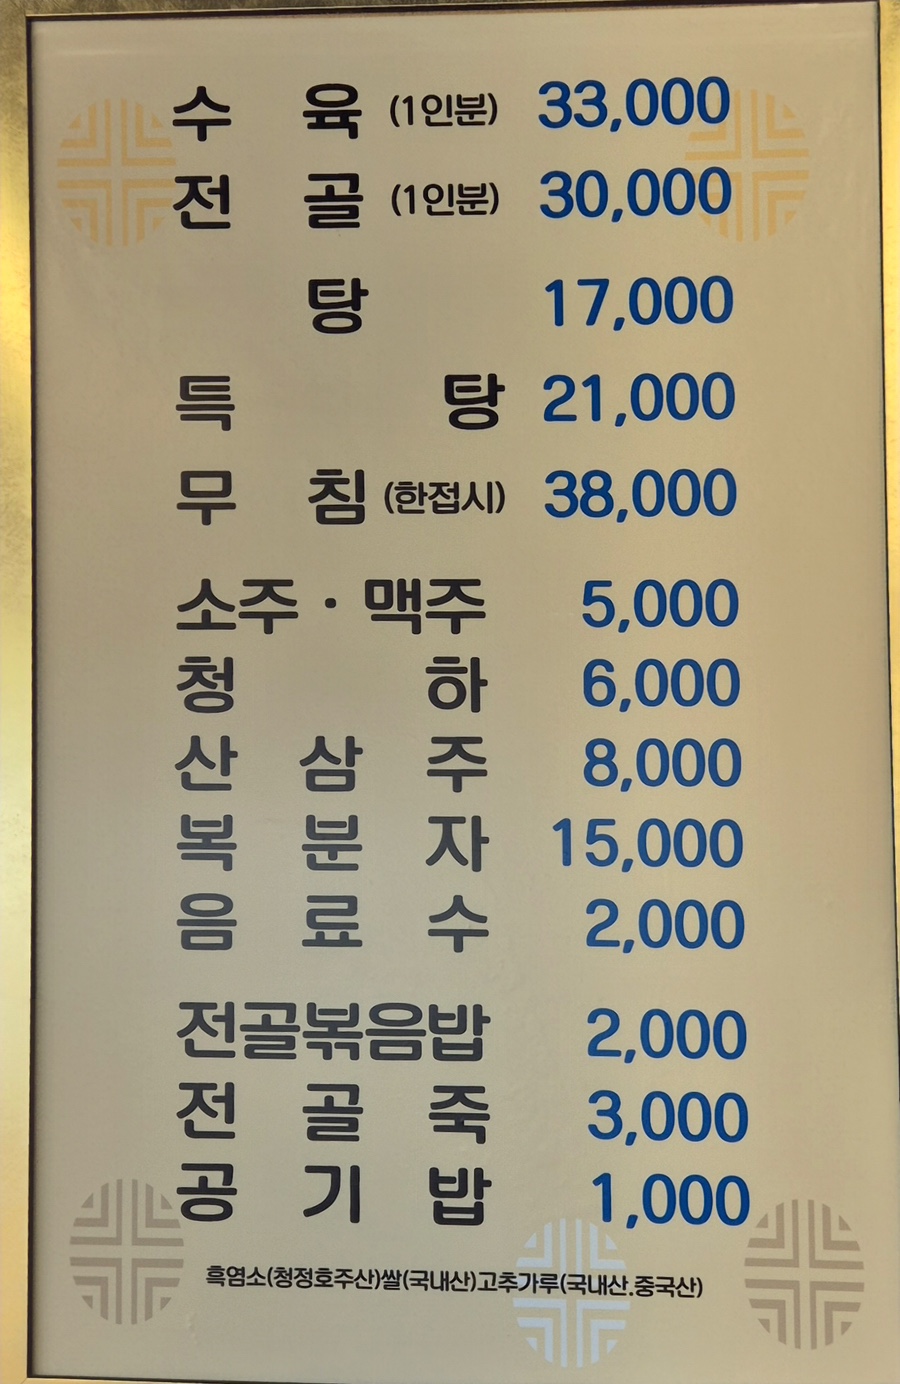 수 육 (1인분) 33,000
전 골 (1인분) 30,000
탕 17,000
특 탕 21,000
무 침 (한접시) 38,000
소주 · 맥주 5,000
청 하 6,000
산 삼 주 8,000
복 분 자 15,000
음 료 수 2,000
전골볶음밥 2,000
전 골 죽 3,000
공 기 밥 1,000
흑염소(청정호주산)쌀(국내산)고추가루(국내산.중국산)